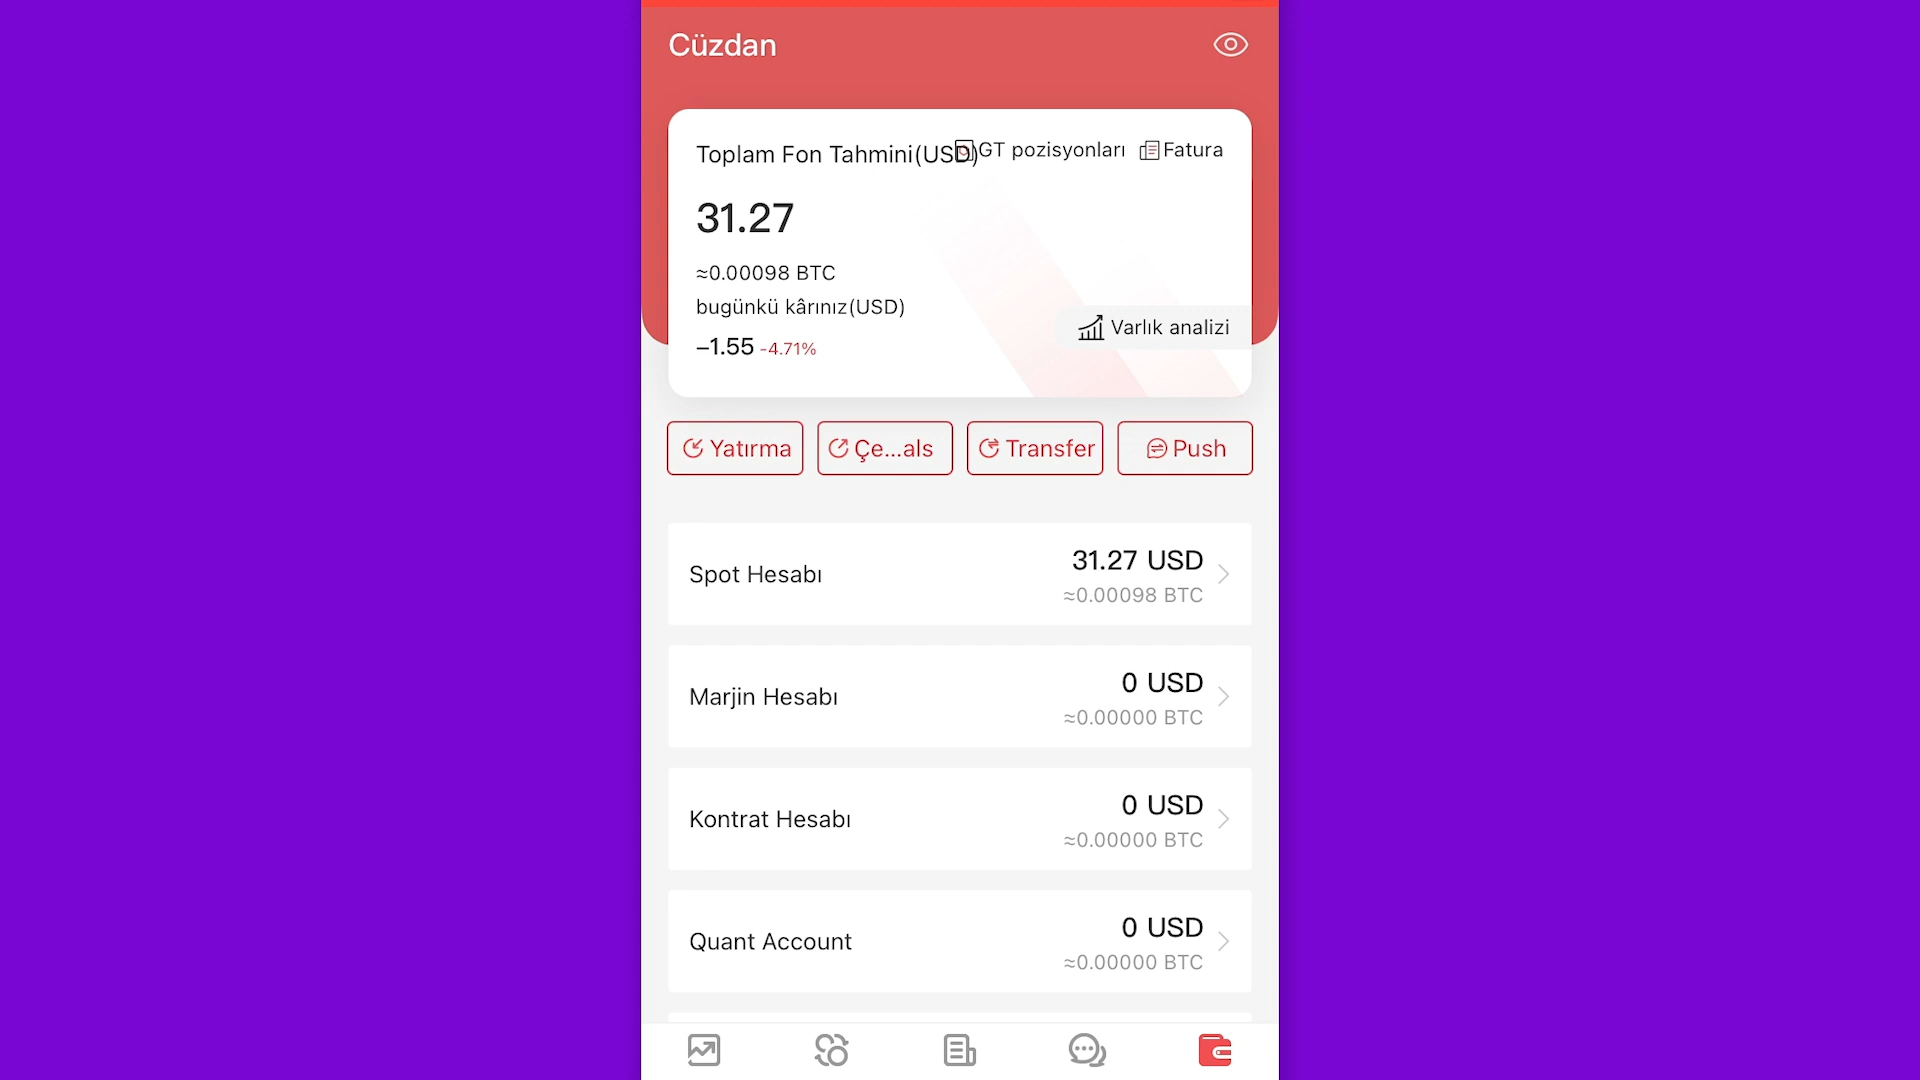 Cüzdan
Toplam Fon Tahmini(USD)
GT pozisyonları
Fatura
31.27
≈0.00098 BTC
bugünkü kârınız(USD)
−1.55 -4.71%
Varlık analizi
Yatırma
Çe...als
Transfer
Push
Spot Hesabı
31.27 USD
≈0.00098 BTC
Marjin Hesabı
0 USD
≈0.00000 BTC
Kontrat Hesabı
0 USD
≈0.00000 BTC
Quant Account
0 USD
≈0.00000 BTC